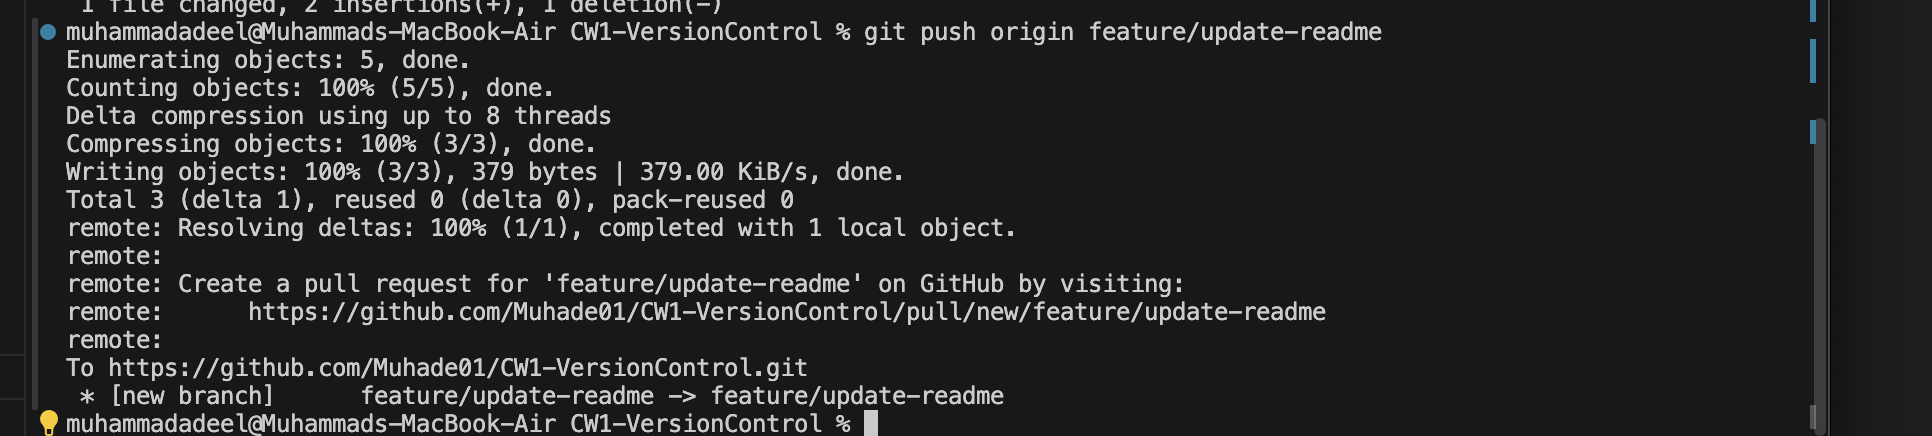 1 file changed, 2 insertions(+), 1 deletion(-)
muhammadadeel@Muhammads-MacBook-Air CW1-VersionControl % git push origin feature/update-readme
Enumerating objects: 5, done.
Counting objects: 100% (5/5), done.
Delta compression using up to 8 threads
Compressing objects: 100% (3/3), done.
Writing objects: 100% (3/3), 379 bytes | 379.00 KiB/s, done.
Total 3 (delta 1), reused 0 (delta 0), pack-reused 0
remote: Resolving deltas: 100% (1/1), completed with 1 local object.
remote:
remote: Create a pull request for 'feature/update-readme' on GitHub by visiting:
remote:      https://github.com/Muhade01/CW1-VersionControl/pull/new/feature/update-readme
remote:
To https://github.com/Muhade01/CW1-VersionControl.git
 * [new branch]      feature/update-readme -> feature/update-readme
muhammadadeel@Muhammads-MacBook-Air CW1-VersionControl %